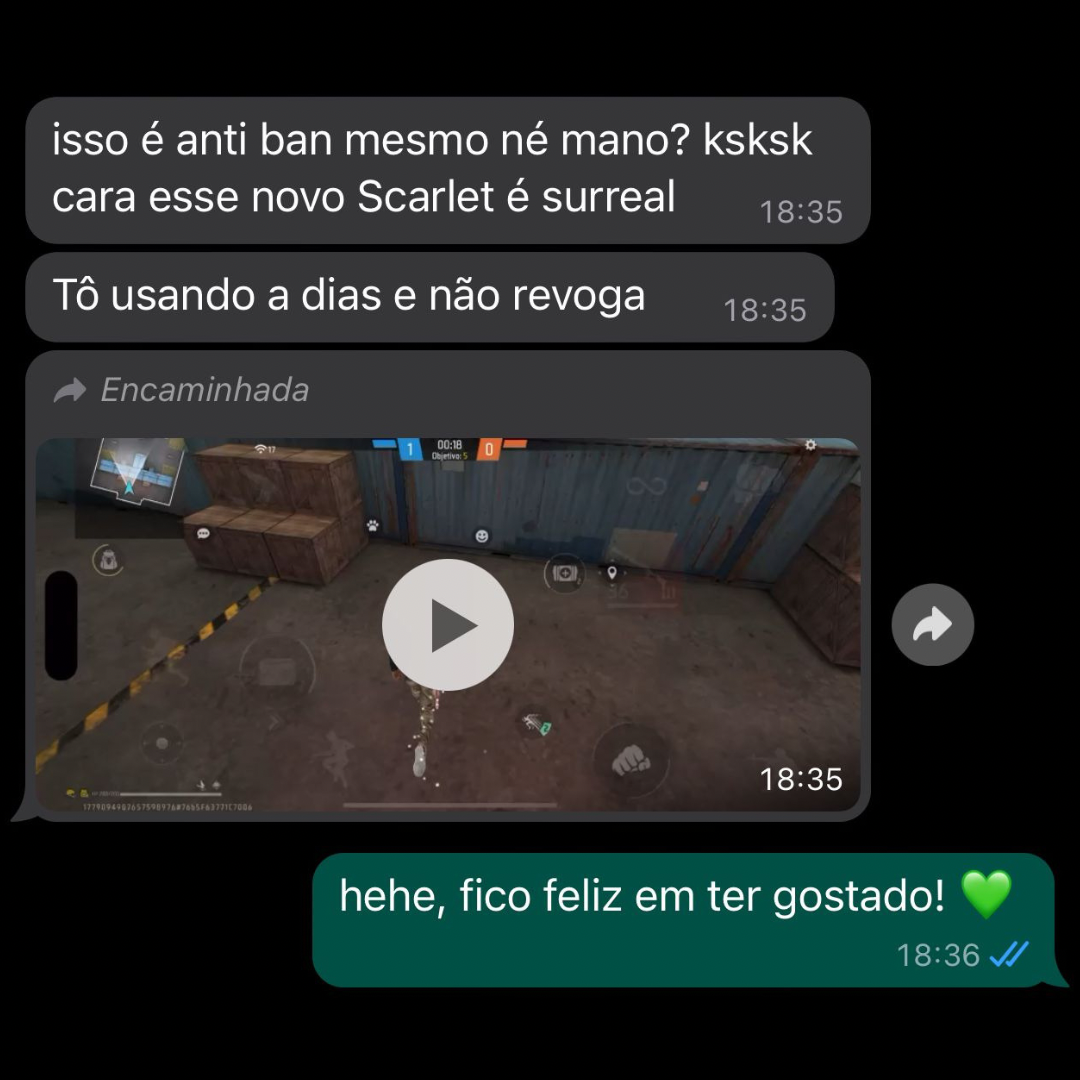 isso é anti ban mesmo né mano? ksksk
cara esse novo Scarlet é surreal
18:35
Tô usando a dias e não revoga
18:35
Encaminhada
17
1
00:18
0
Objetivo: 5
18:35
hehe, fico feliz em ter gostado! 💚
18:36